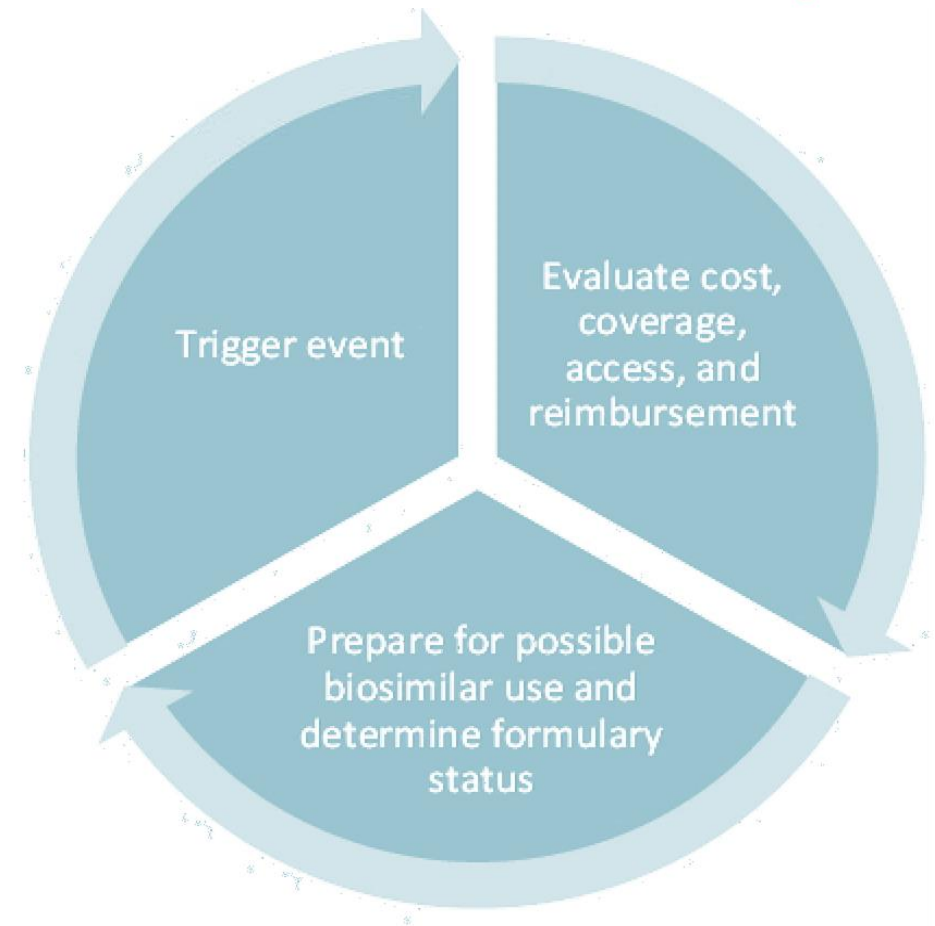 Trigger event
Evaluate cost,
coverage,
access, and
reimbursement
Prepare for possible
biosimilar use and
determine formulary
status